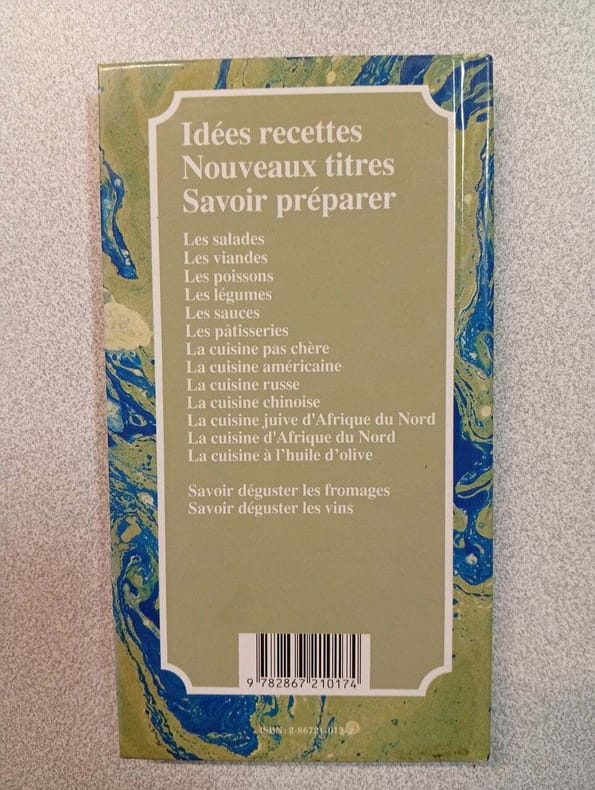 Idées recettes
Nouveaux titres
Savoir préparer
Les salades
Les viandes
Les poissons
Les légumes
Les sauces
Les pâtisseries
La cuisine pas chère
La cuisine américaine
La cuisine russe
La cuisine chinoise
La cuisine juive d'Afrique du Nord
La cuisine d'Afrique du Nord
La cuisine à l'huile d'olive
Savoir déguster les fromages
Savoir déguster les vins
9 782867 210174
ISBN :